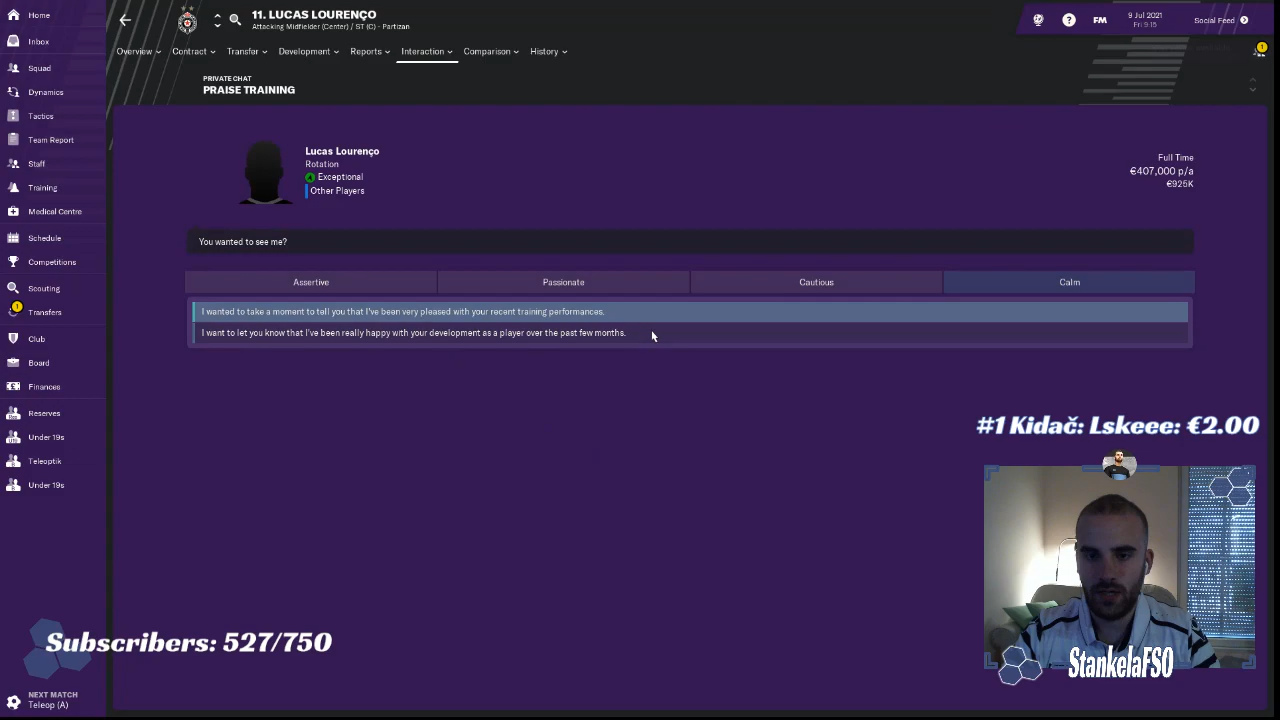 11. LUCAS LOURENÇO
Attacking Midfielder (Center) / ST (C) - Partizan
FM
9 Jul 2021
Fri 9:15
Social Feed
1
Home
Inbox
Squad
Dynamics
Tactics
Team Report
Staff
Training
Medical Centre
Schedule
Competitions
Scouting
1
Transfers
Club
Board
Finances
Reserves
Under 19s
Teleoptik
Under 19s
NEXT MATCH
Teleop (A)
Overview
Contract
Transfer
Development
Reports
Interaction
Comparison
History
PRIVATE CHAT
PRAISE TRAINING
Lucas Lourenço
Rotation
Exceptional
Other Players
Full Time
€407,000 p/a
€925K
You wanted to see me?
Assertive
Passionate
Cautious
Calm
I wanted to take a moment to tell you that I've been very pleased with your recent training performances.
I want to let you know that I've been really happy with your development as a player over the past few months.
#1 Kidač: Lskeee: €2.00
Subscribers: 527/750
StankelaFSO